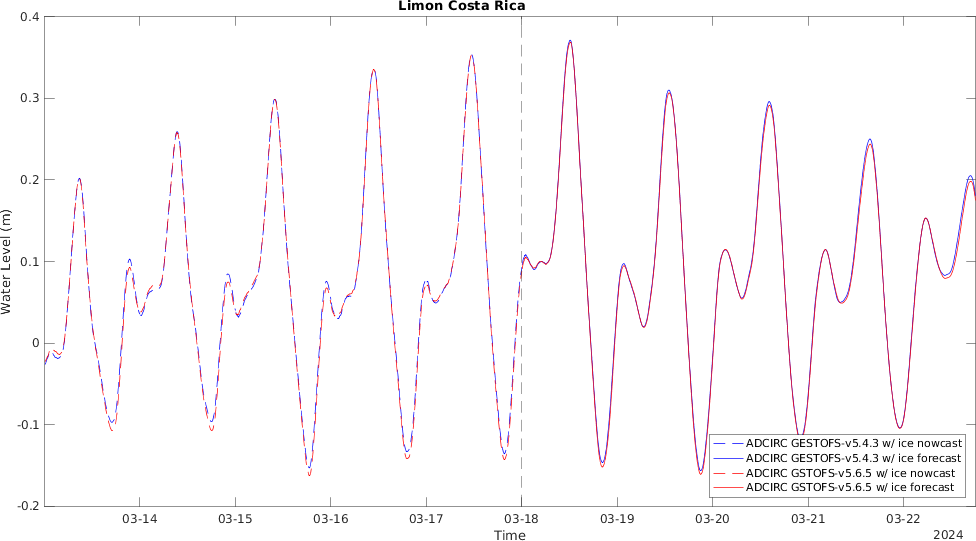 Limon Costa Rica
0.4
0.3
0.2
0.1
0
-0.1
-0.2
Water Level (m)
03-14 03-15 03-16 03-17 03-18 03-19 03-20 03-21 03-22
Time
2024
ADCIRC GESTOFS-v5.4.3 w/ ice nowcast
ADCIRC GESTOFS-v5.4.3 w/ ice forecast
ADCIRC GSTOFS-v5.6.5 w/ ice nowcast
ADCIRC GSTOFS-v5.6.5 w/ ice forecast